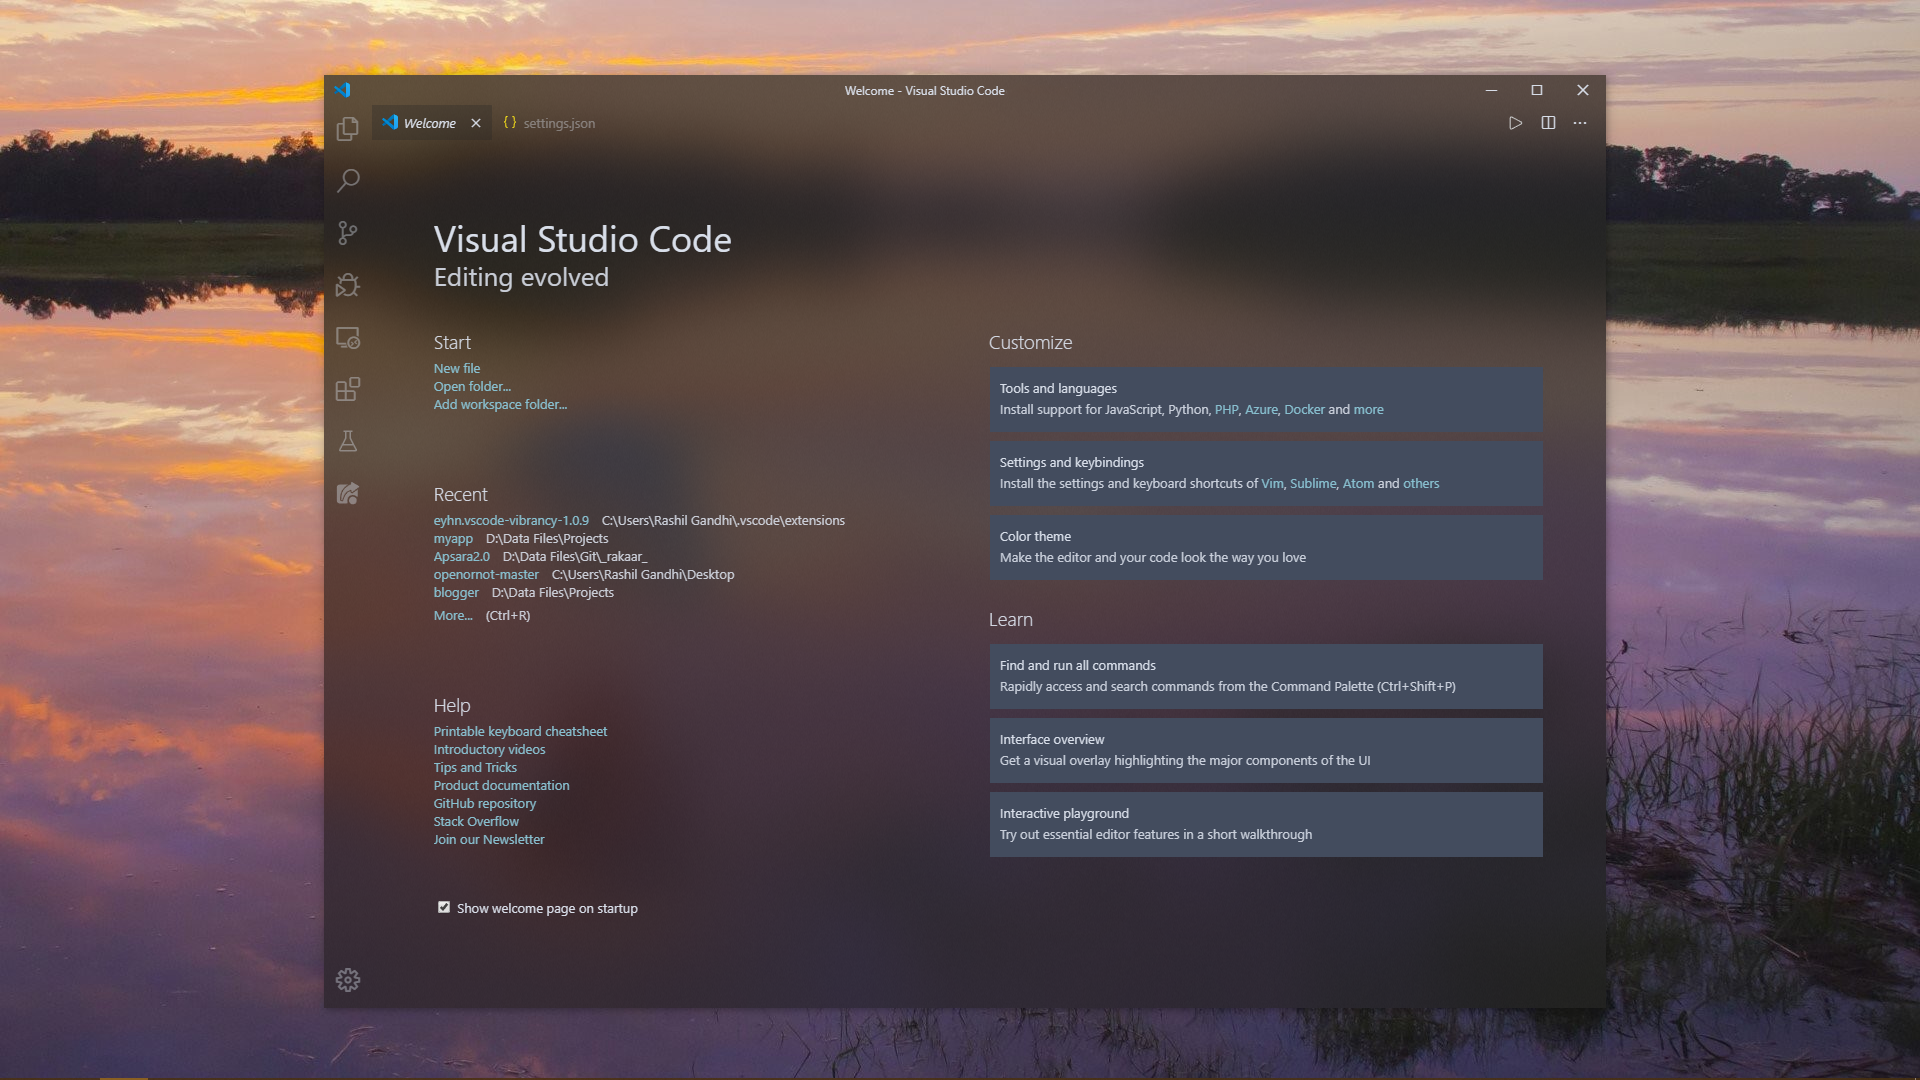 Welcome - Visual Studio Code
Welcome
{ } settings.json
Visual Studio Code
Editing evolved
Start
New file
Open folder...
Add workspace folder...
Recent
eyhn.vscode-vibrancy-1.0.9 C:\Users\Rashil Gandhi\.vscode\extensions
myapp D:\Data Files\Projects
Apsara2.0 D:\Data Files\Git\_rakaar_
openornot-master C:\Users\Rashil Gandhi\Desktop
blogger D:\Data Files\Projects
More... (Ctrl+R)
Help
Printable keyboard cheatsheet
Introductory videos
Tips and Tricks
Product documentation
GitHub repository
Stack Overflow
Join our Newsletter
Show welcome page on startup
Customize
Tools and languages
Install support for JavaScript, Python, PHP, Azure, Docker and more
Settings and keybindings
Install the settings and keyboard shortcuts of Vim, Sublime, Atom and others
Color theme
Make the editor and your code look the way you love
Learn
Find and run all commands
Rapidly access and search commands from the Command Palette (Ctrl+Shift+P)
Interface overview
Get a visual overlay highlighting the major components of the UI
Interactive playground
Try out essential editor features in a short walkthrough